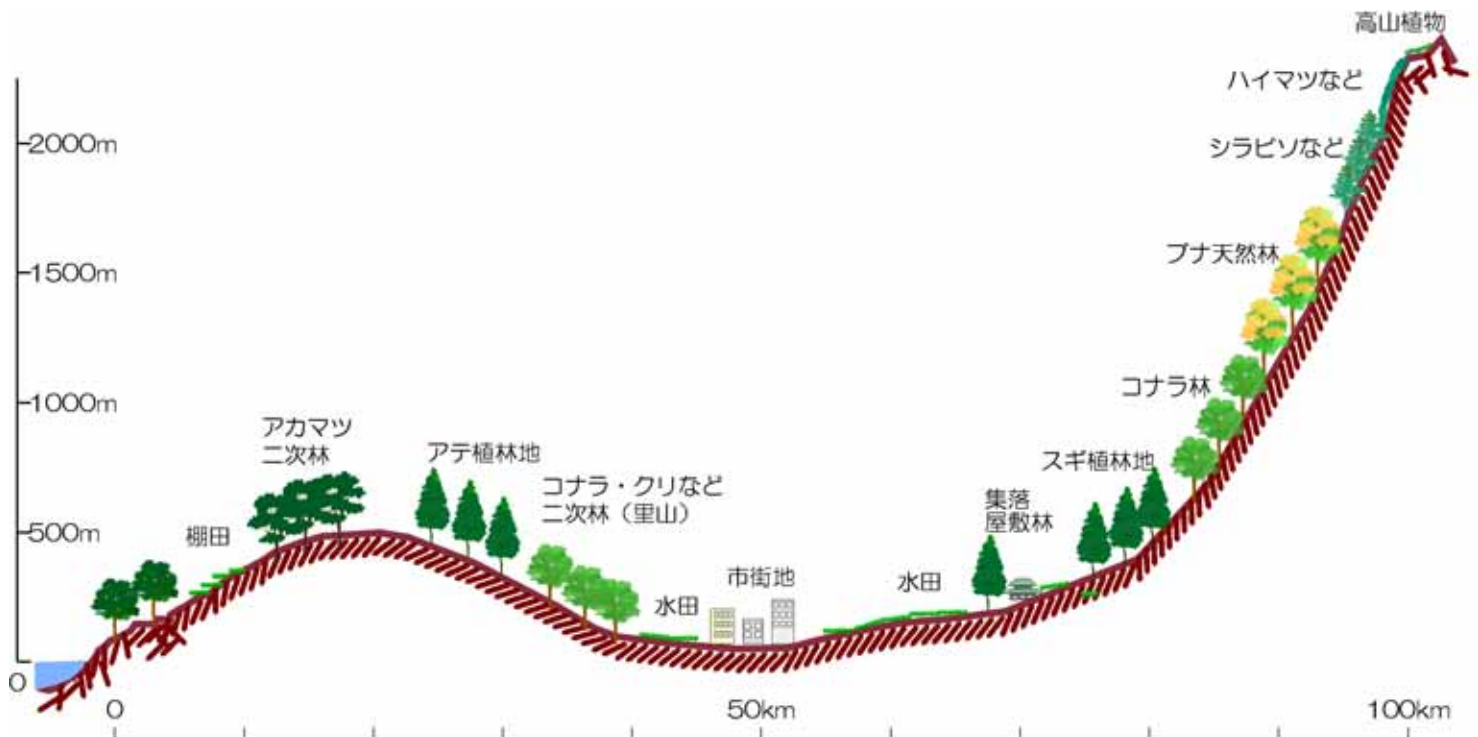 高山植物
ハイマツなど
2000m
シラビソなど
1500m
ブナ天然林
1000m
コナラ林
アカマツ
二次林
アテ植林地
スギ植林地
コナラ・クリなど
二次林（里山）
集落
屋敷林
500m
棚田
市街地
水田
水田
0
0
50km
100km